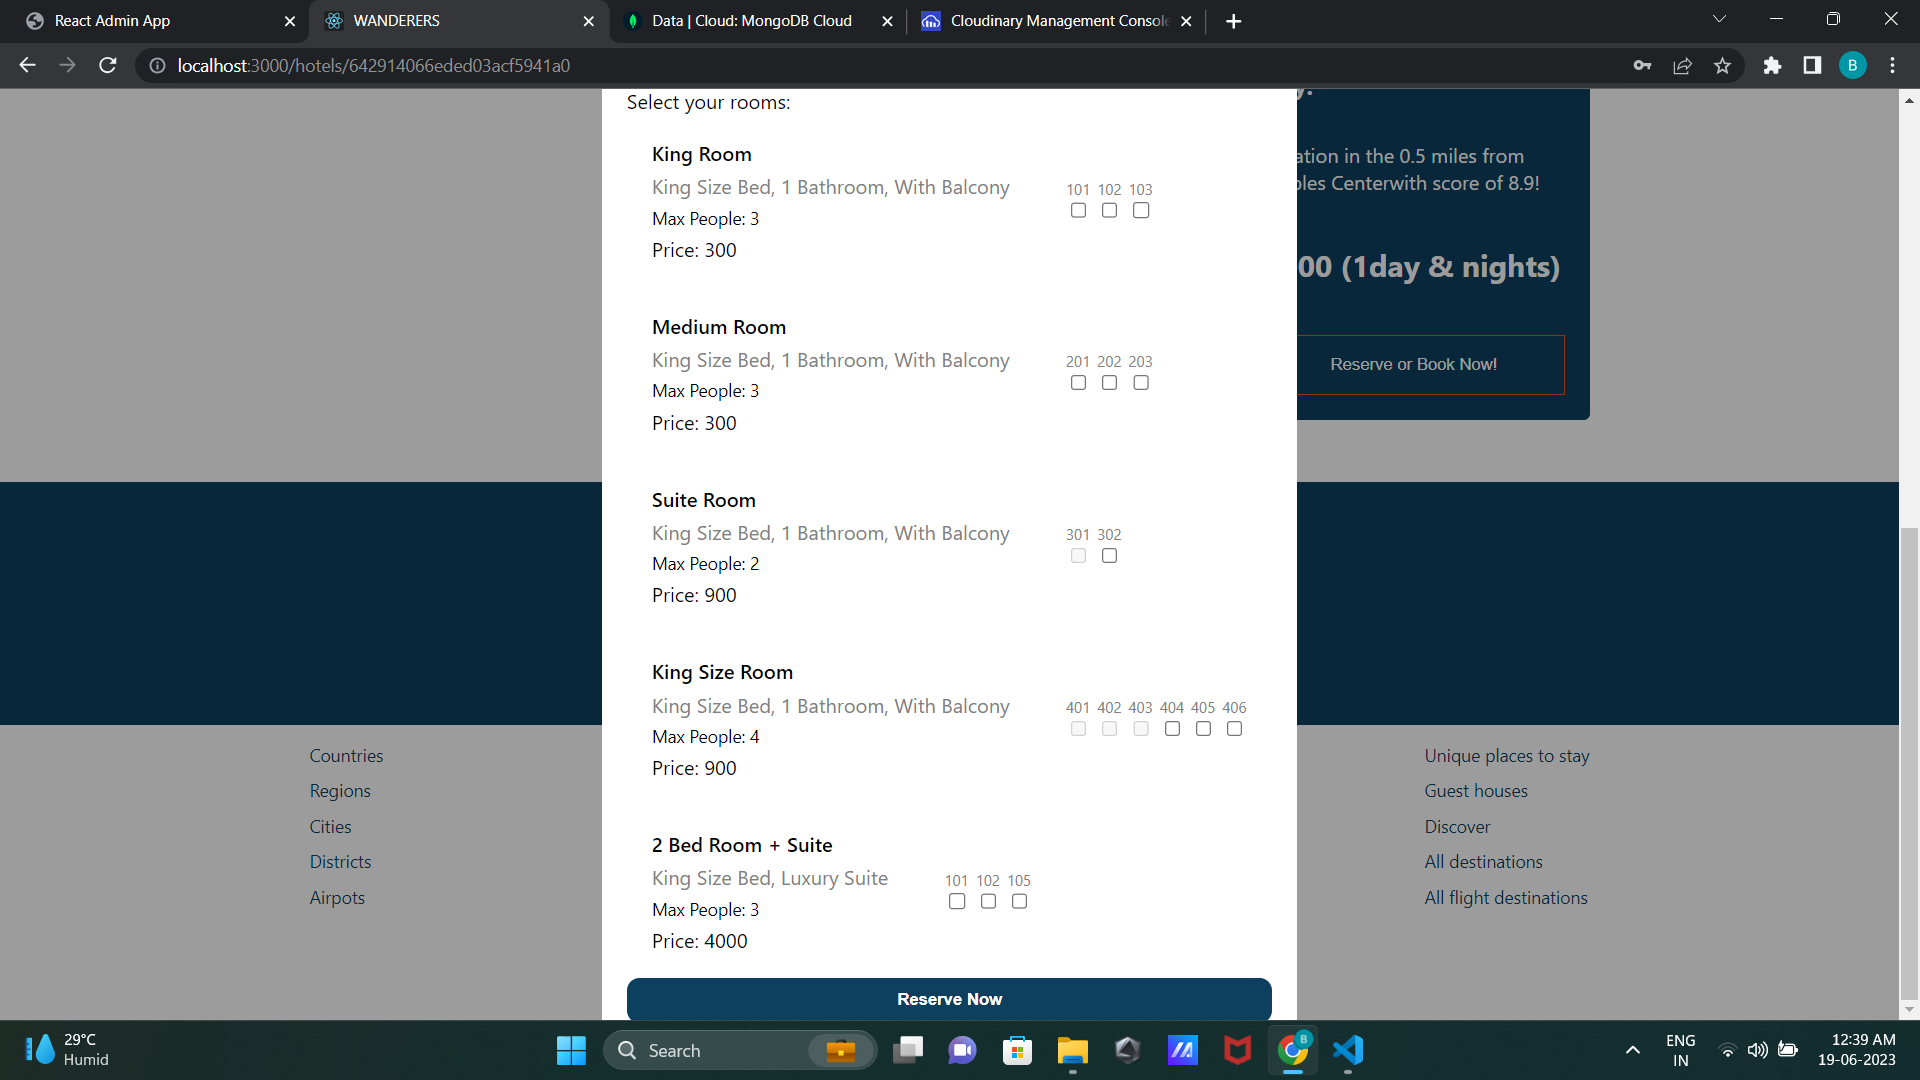 React Admin App
WANDERERS
Data | Cloud: MongoDB Cloud
Cloudinary Management Console
localhost:3000/hotels/642914066eded03acf5941a0
B
Select your rooms:
King Room
King Size Bed, 1 Bathroom, With Balcony
Max People: 3
Price: 300
101 102 103
Medium Room
King Size Bed, 1 Bathroom, With Balcony
Max People: 3
Price: 300
201 202 203
Suite Room
King Size Bed, 1 Bathroom, With Balcony
Max People: 2
Price: 900
301 302
King Size Room
King Size Bed, 1 Bathroom, With Balcony
Max People: 4
Price: 900
401 402 403 404 405 406
2 Bed Room + Suite
King Size Bed, Luxury Suite
Max People: 3
Price: 4000
101 102 105
Reserve Now
ation in the 0.5 miles from
ples Centerwith score of 8.9!
00 (1day & nights)
Reserve or Book Now!
Countries
Regions
Cities
Districts
Airpots
Unique places to stay
Guest houses
Discover
All destinations
All flight destinations
29°C
Humid
Search
B
ENG
IN
12:39 AM
19-06-2023